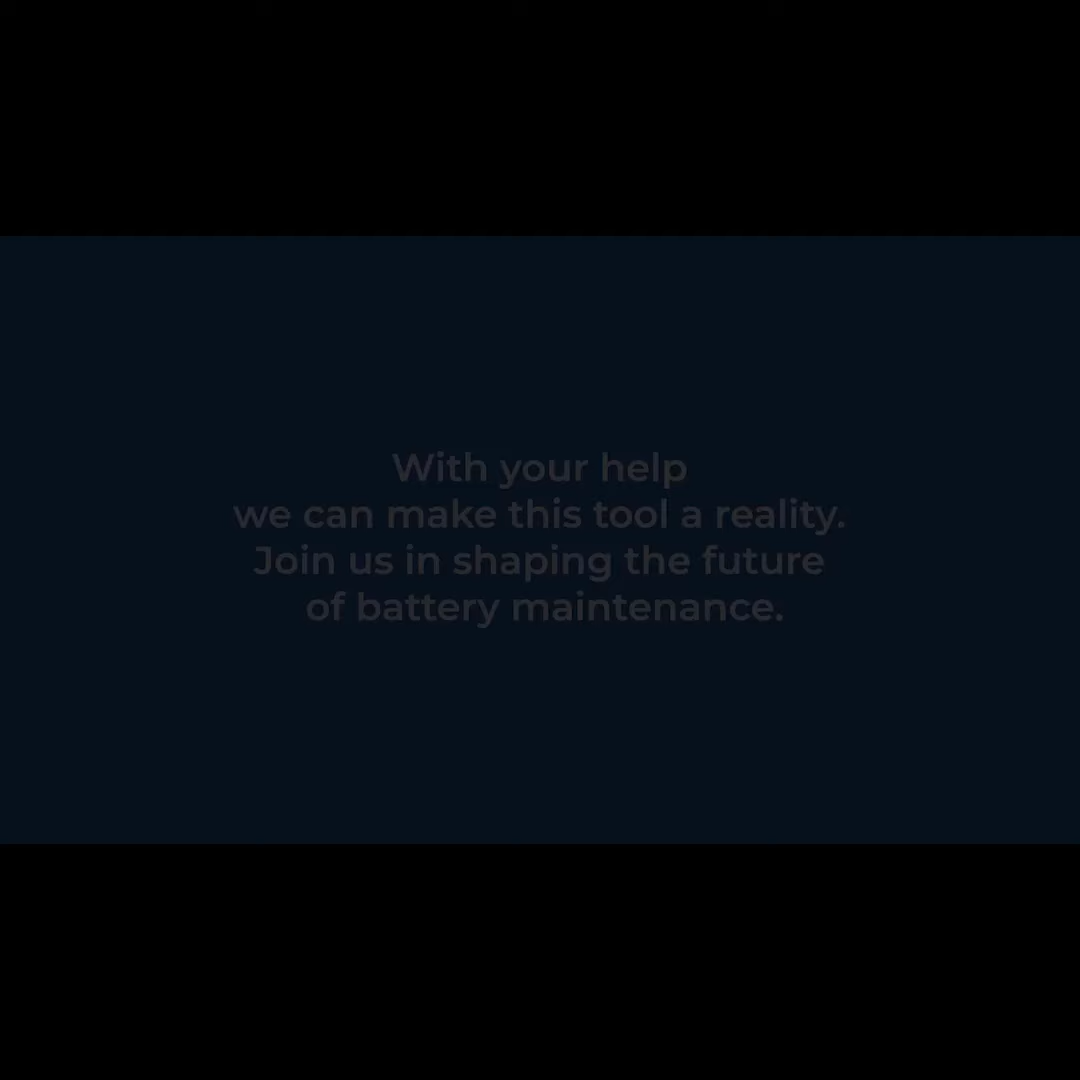 With your help
we can make this tool a reality.
Join us in shaping the future
of battery maintenance.